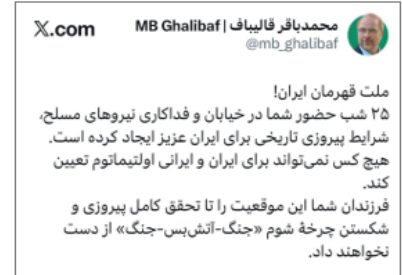 X.com
محمدباقر قالیباف | MB Ghalibaf
@mb_ghalibaf
ملت قهرمان ایران!
۲۵ شب حضور شما در خیابان و فداکاری نیروهای مسلح،
شرایط پیروزی تاریخی برای ایران عزیز ایجاد کرده است.
هیچ کس نمی‌تواند برای ایران و ایرانی اولتیماتوم تعیین
کند.
فرزندان شما این موقعیت را تا تحقق کامل پیروزی و
شکستن چرخهٔ شوم «جنگ-آتش‌بس-جنگ» از دست
نخواهند داد.